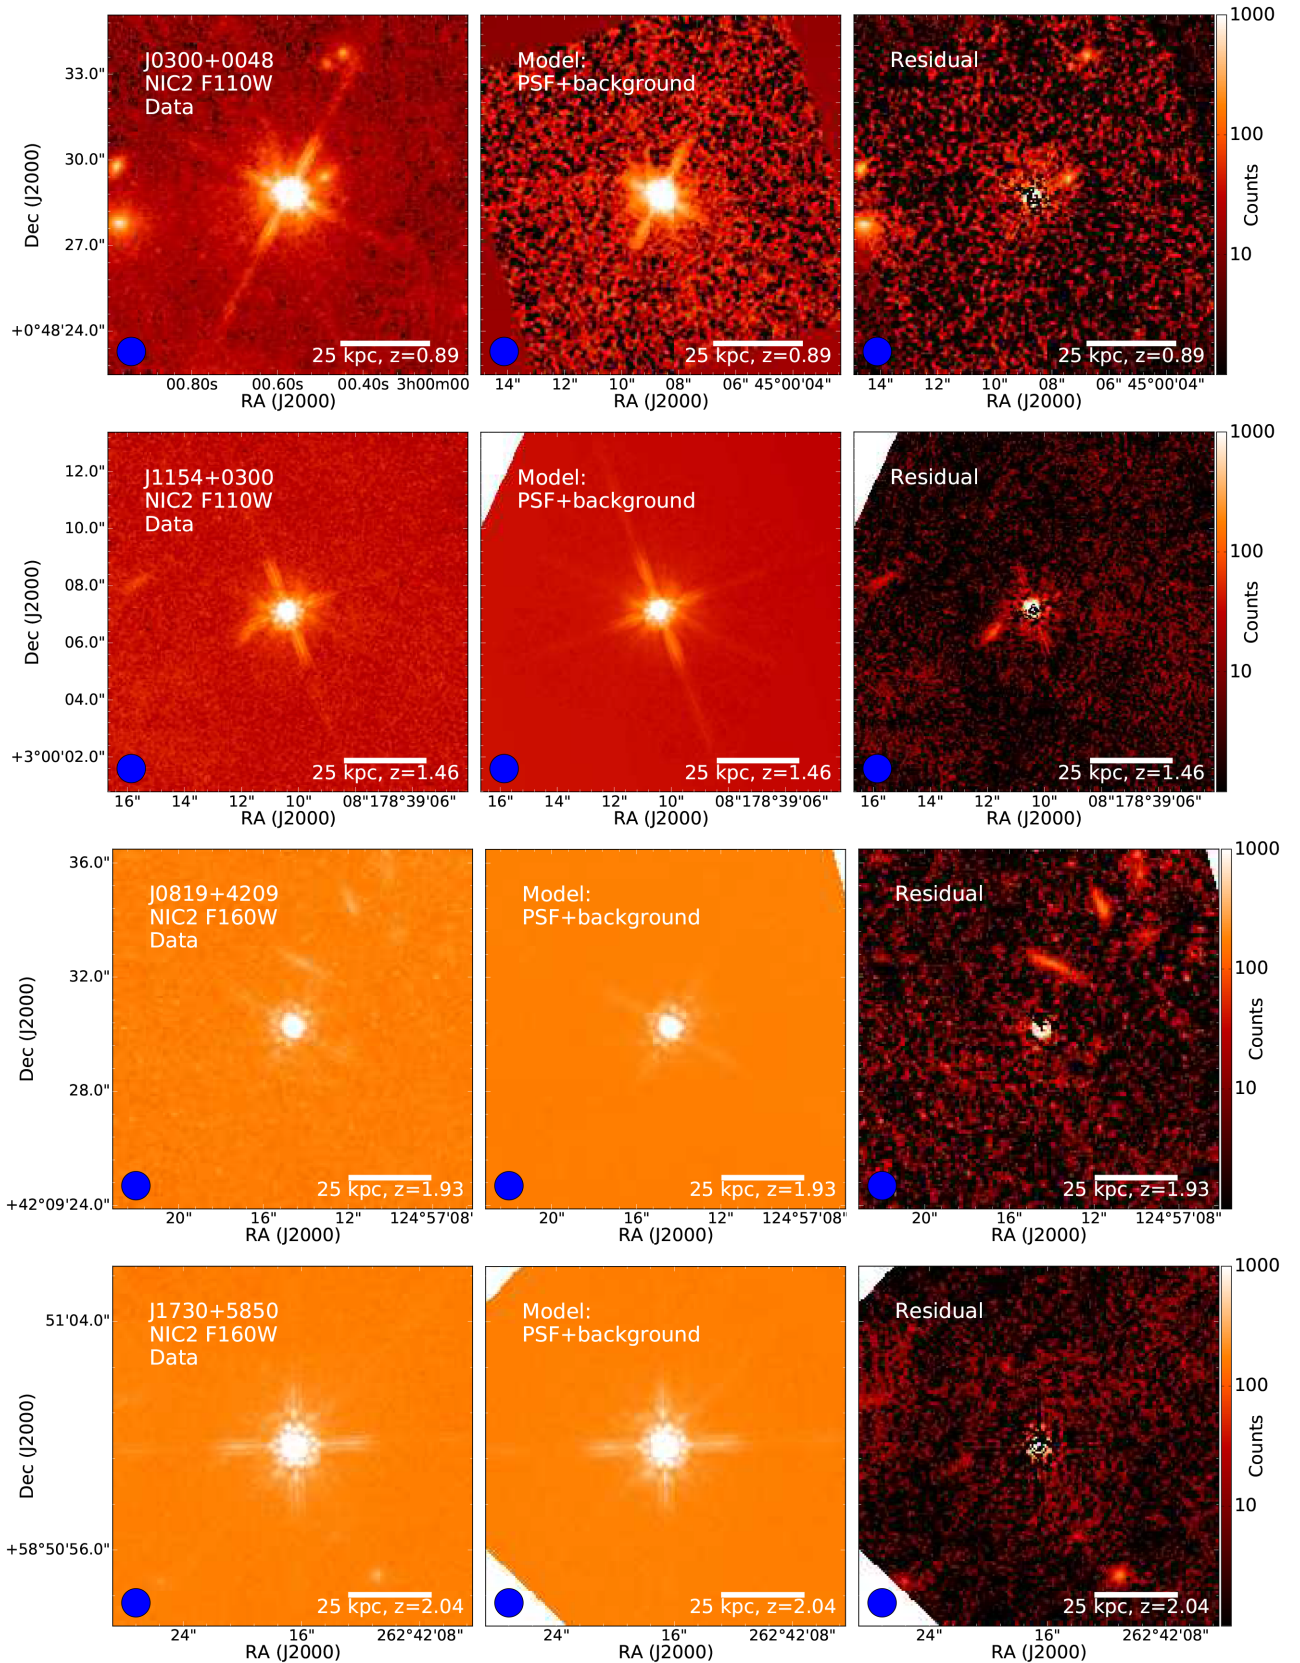 J0300+0048
NIC2 F110W
Data
Model:
PSF+background
Residual
33.0"
30.0"
27.0"
+0°48'24.0"
Dec (J2000)
25 kpc, z=0.89
25 kpc, z=0.89
25 kpc, z=0.89
1000
100
10
Counts
00.80s 00.60s 00.40s 3h00m00
14" 12" 10" 08" 06" 45°00'04"
14" 12" 10" 08" 06" 45°00'04"
RA (J2000)
RA (J2000)
RA (J2000)
J1154+0300
NIC2 F110W
Data
Model:
PSF+background
Residual
12.0"
10.0"
08.0"
06.0"
04.0"
+3°00'02.0"
Dec (J2000)
25 kpc, z=1.46
25 kpc, z=1.46
25 kpc, z=1.46
1000
100
10
Counts
16" 14" 12" 10" 08"178°39'06"
16" 14" 12" 10" 08"178°39'06"
16" 14" 12" 10" 08"178°39'06"
RA (J2000)
RA (J2000)
RA (J2000)
J0819+4209
NIC2 F160W
Data
Model:
PSF+background
Residual
36.0"
32.0"
28.0"
+42°09'24.0"
Dec (J2000)
25 kpc, z=1.93
25 kpc, z=1.93
25 kpc, z=1.93
1000
100
10
Counts
20" 16" 12" 124°57'08"
20" 16" 12" 124°57'08"
20" 16" 12" 124°57'08"
RA (J2000)
RA (J2000)
RA (J2000)
J1730+5850
NIC2 F160W
Data
Model:
PSF+background
Residual
51'04.0"
+58°50'56.0"
Dec (J2000)
25 kpc, z=2.04
25 kpc, z=2.04
25 kpc, z=2.04
1000
100
10
Counts
24" 16" 262°42'08"
24" 16" 262°42'08"
24" 16" 262°42'08"
RA (J2000)
RA (J2000)
RA (J2000)